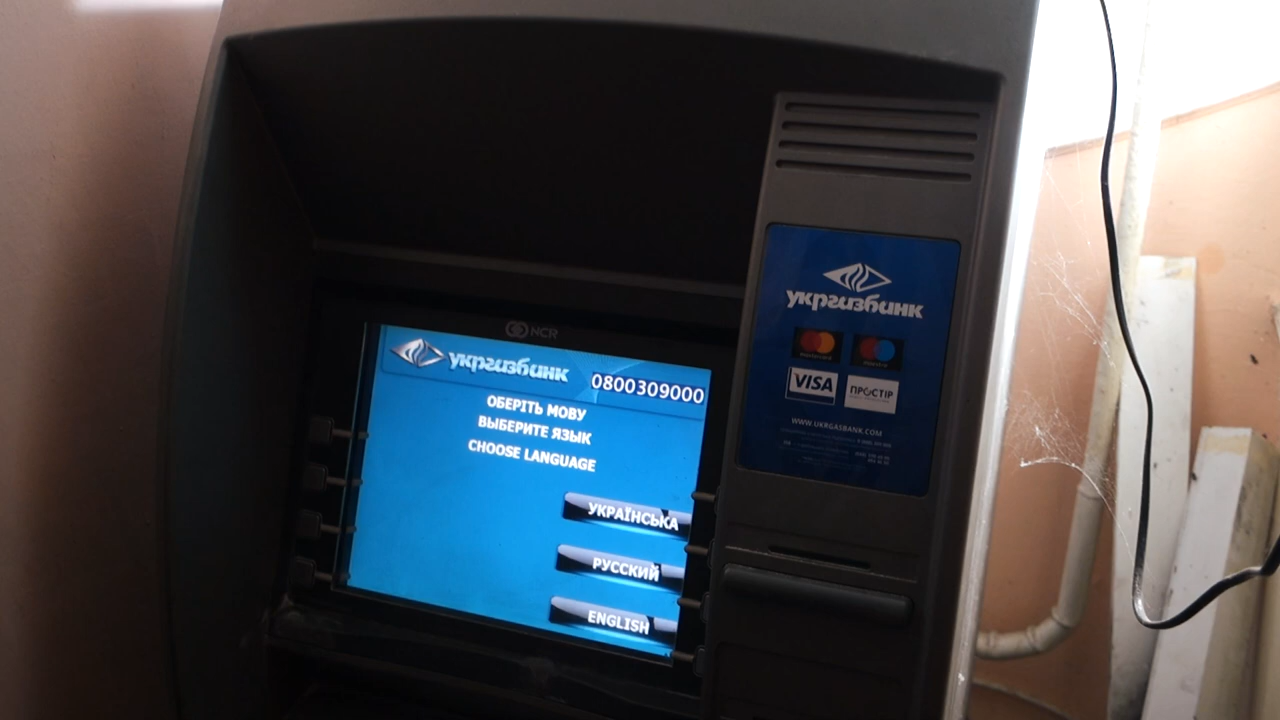 NCR
укргазбанк
0800309000
ОБЕРІТЬ МОВУ
ВЫБЕРИТЕ ЯЗЫК
CHOOSE LANGUAGE
УКРАЇНСЬКА
РУССКИЙ
ENGLISH
укргазбанк
VISA
ПРОСТІР
WWW.UKRGASBANK.COM